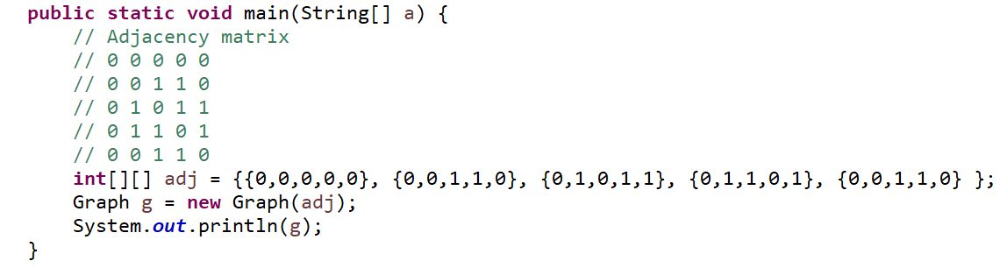 public static void main(String[] a) {
// Adjacency matrix
// 0 0 0 0 0
// 0 0 1 1 0
// 0 1 0 1 1
// 0 1 1 0 1
// 0 0 1 1 0
int[][] adj = {{0,0,0,0,0}, {0,0,1,1,0}, {0,1,0,1,1}, {0,1,1,0,1}, {0,0,1,1,0} };
Graph g = new Graph(adj);
System.out.println(g);
}